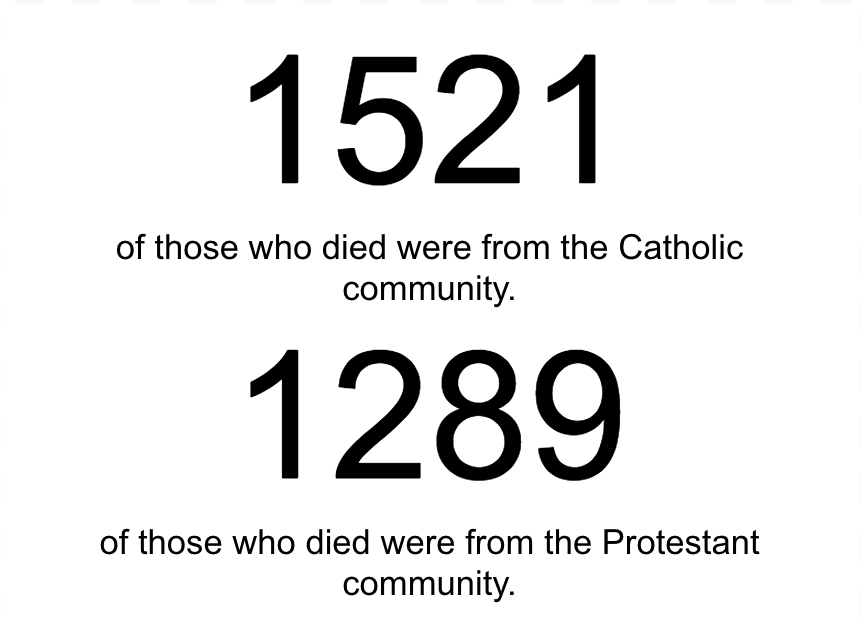 1521
of those who died were from the Catholic
community.
1289
of those who died were from the Protestant
community.